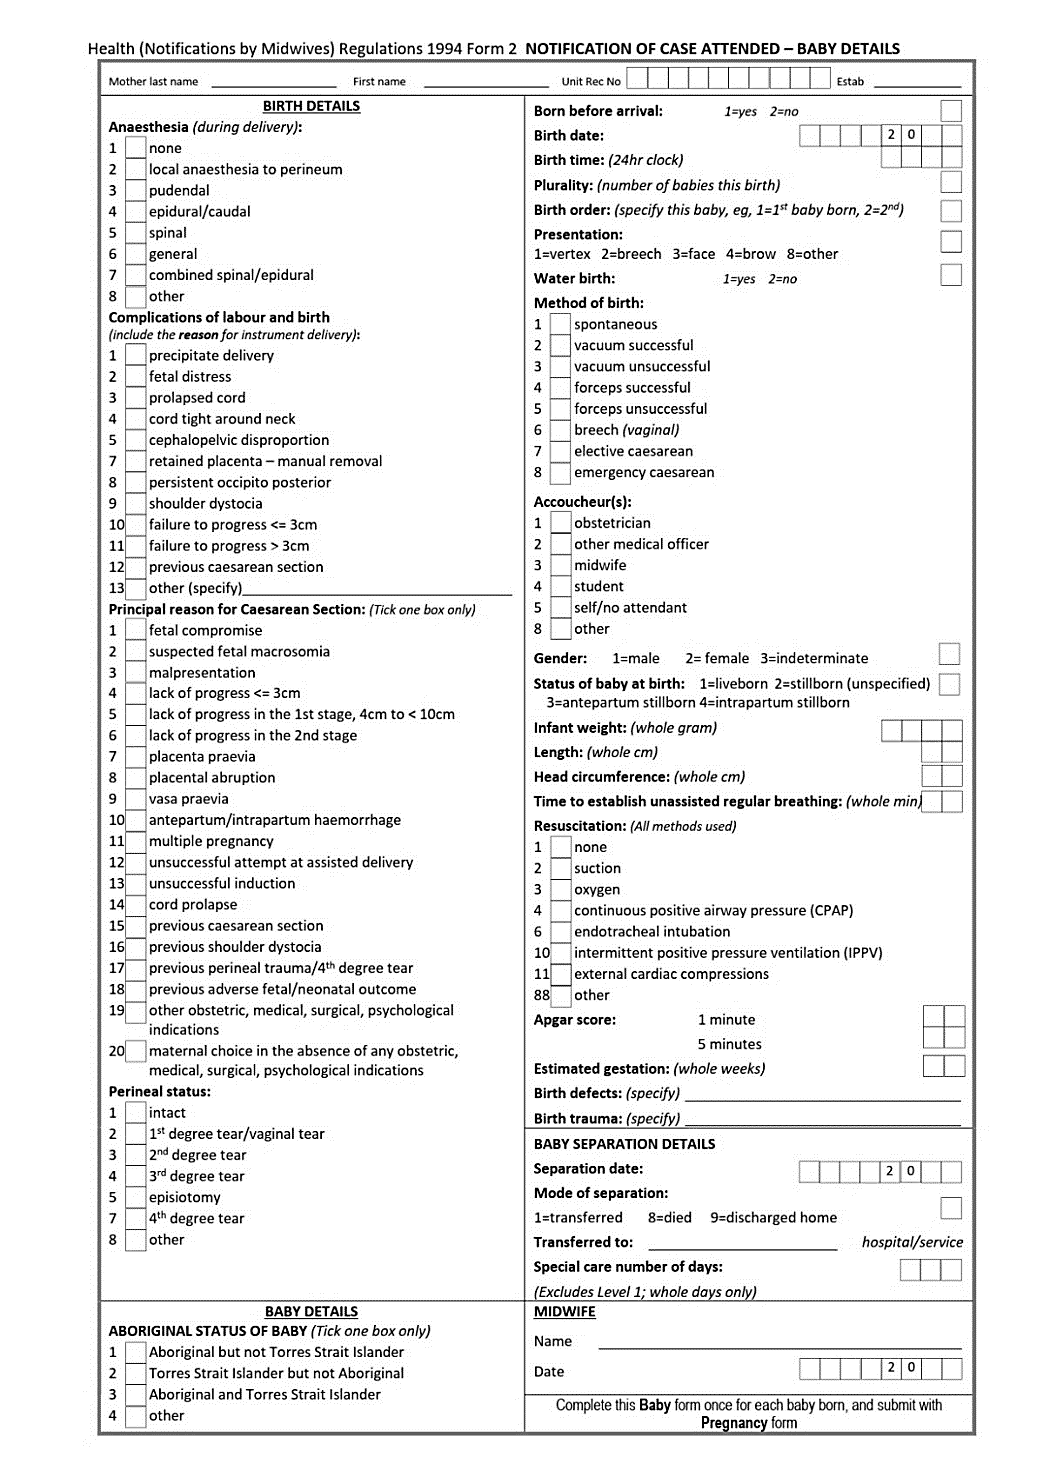 Health (Notifications by Midwives) Regulations 1994 Form 2 NOTIFICATION OF CASE ATTENDED – BABY DETAILS
Mother last name First name Unit Rec No Estab
BIRTH DETAILS
Anaesthesia (during delivery):
1 none
2 local anaesthesia to perineum
3 pudendal
4 epidural/caudal
5 spinal
6 general
7 combined spinal/epidural
8 other
Complications of labour and birth
(include the reason for instrument delivery):
1 precipitate delivery
2 fetal distress
3 prolapsed cord
4 cord tight around neck
5 cephalopelvic disproportion
7 retained placenta – manual removal
8 persistent occipito posterior
9 shoulder dystocia
10 failure to progress <= 3cm
11 failure to progress > 3cm
12 previous caesarean section
13 other (specify)
Principal reason for Caesarean Section: (Tick one box only)
1 fetal compromise
2 suspected fetal macrosomia
3 malpresentation
4 lack of progress <= 3cm
5 lack of progress in the 1st stage, 4cm to < 10cm
6 lack of progress in the 2nd stage
7 placenta praevia
8 placental abruption
9 vasa praevia
10 antepartum/intrapartum haemorrhage
11 multiple pregnancy
12 unsuccessful attempt at assisted delivery
13 unsuccessful induction
14 cord prolapse
15 previous caesarean section
16 previous shoulder dystocia
17 previous perineal trauma/4th degree tear
18 previous adverse fetal/neonatal outcome
19 other obstetric, medical, surgical, psychological
indications
20 maternal choice in the absence of any obstetric,
medical, surgical, psychological indications
Perineal status:
1 intact
2 1st degree tear/vaginal tear
3 2nd degree tear
4 3rd degree tear
5 episiotomy
7 4th degree tear
8 other
BABY DETAILS
ABORIGINAL STATUS OF BABY (Tick one box only)
1 Aboriginal but not Torres Strait Islander
2 Torres Strait Islander but not Aboriginal
3 Aboriginal and Torres Strait Islander
4 other
Born before arrival: 1=yes 2=no
Birth date: 2 0
Birth time: (24hr clock)
Plurality: (number of babies this birth)
Birth order: (specify this baby, eg, 1=1st baby born, 2=2nd)
Presentation:
1=vertex 2=breech 3=face 4=brow 8=other
Water birth: 1=yes 2=no
Method of birth:
1 spontaneous
2 vacuum successful
3 vacuum unsuccessful
4 forceps successful
5 forceps unsuccessful
6 breech (vaginal)
7 elective caesarean
8 emergency caesarean
Accoucheur(s):
1 obstetrician
2 other medical officer
3 midwife
4 student
5 self/no attendant
8 other
Gender: 1=male 2= female 3=indeterminate
Status of baby at birth: 1=liveborn 2=stillborn (unspecified)
3=antepartum stillborn 4=intrapartum stillborn
Infant weight: (whole gram)
Length: (whole cm)
Head circumference: (whole cm)
Time to establish unassisted regular breathing: (whole min)
Resuscitation: (All methods used)
1 none
2 suction
3 oxygen
4 continuous positive airway pressure (CPAP)
6 endotracheal intubation
10 intermittent positive pressure ventilation (IPPV)
11 external cardiac compressions
88 other
Apgar score: 1 minute
5 minutes
Estimated gestation: (whole weeks)
Birth defects: (specify)
Birth trauma: (specify)
BABY SEPARATION DETAILS
Separation date: 2 0
Mode of separation:
1=transferred 8=died 9=discharged home
Transferred to: hospital/service
Special care number of days:
(Excludes Level 1; whole days only)
MIDWIFE
Name
Date 2 0
Complete this Baby form once for each baby born, and submit with
Pregnancy form